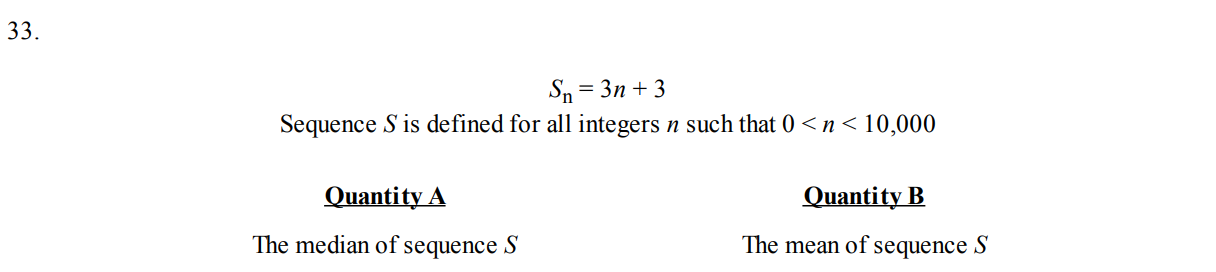 33.
Sn = 3n + 3
Sequence S is defined for all integers n such that 0 < n < 10,000
Quantity A Quantity B
The median of sequence S The mean of sequence S